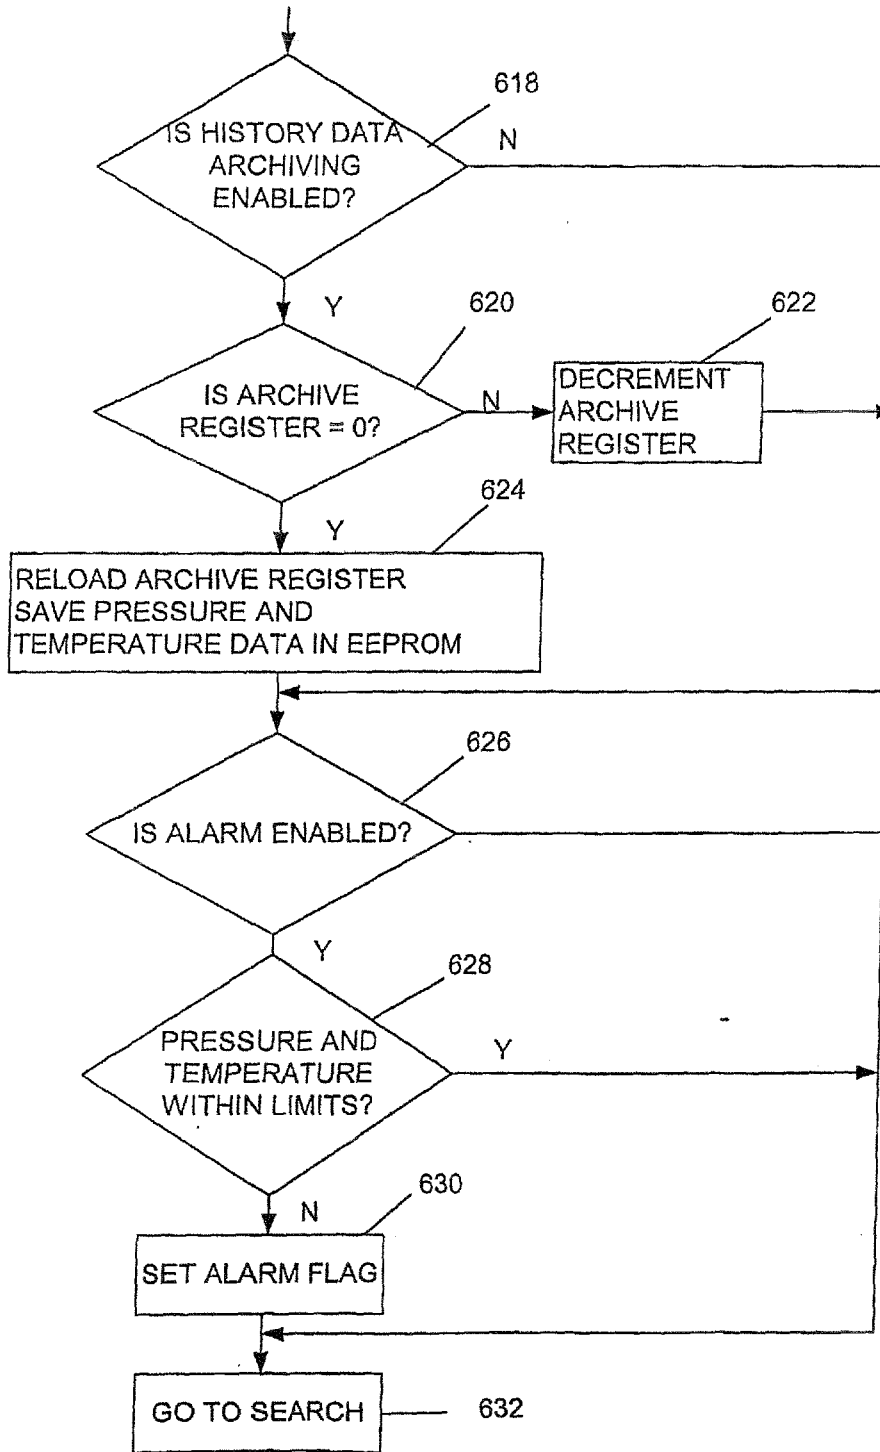 618
IS HISTORY DATA
ARCHIVING
ENABLED?
N
Y
620
IS ARCHIVE
REGISTER = 0?
N
622
DECREMENT
ARCHIVE
REGISTER
Y
624
RELOAD ARCHIVE REGISTER
SAVE PRESSURE AND
TEMPERATURE DATA IN EEPROM
626
IS ALARM ENABLED?
Y
628
PRESSURE AND
TEMPERATURE
WITHIN LIMITS?
Y
N
630
SET ALARM FLAG
GO TO SEARCH
632